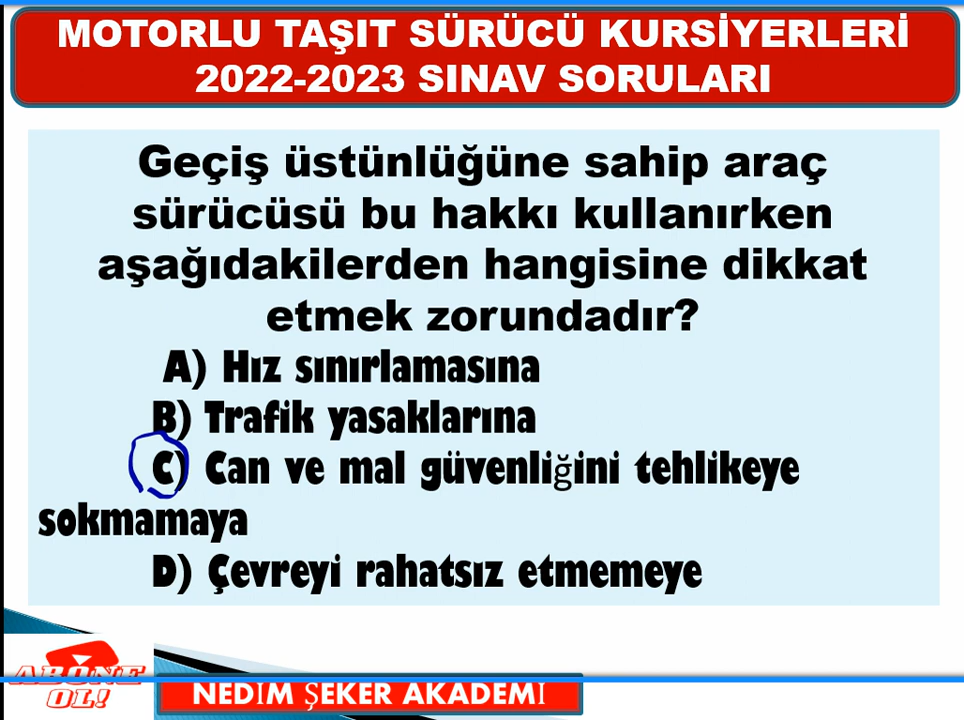 MOTORLU TAŞIT SÜRÜCÜ KURSİYERLERİ
2022-2023 SINAV SORULARI
Geçiş üstünlüğüne sahip araç
sürücüsü bu hakkı kullanırken
aşağıdakilerden hangisine dikkat
etmek zorundadır?
A) Hız sınırlamasına
B) Trafik yasaklarına
C) Can ve mal güvenliğini tehlikeye
sokmamaya
D) Çevreyi rahatsız etmemeye
ABONE
OL!
NEDİM ŞEKER AKADEMİ